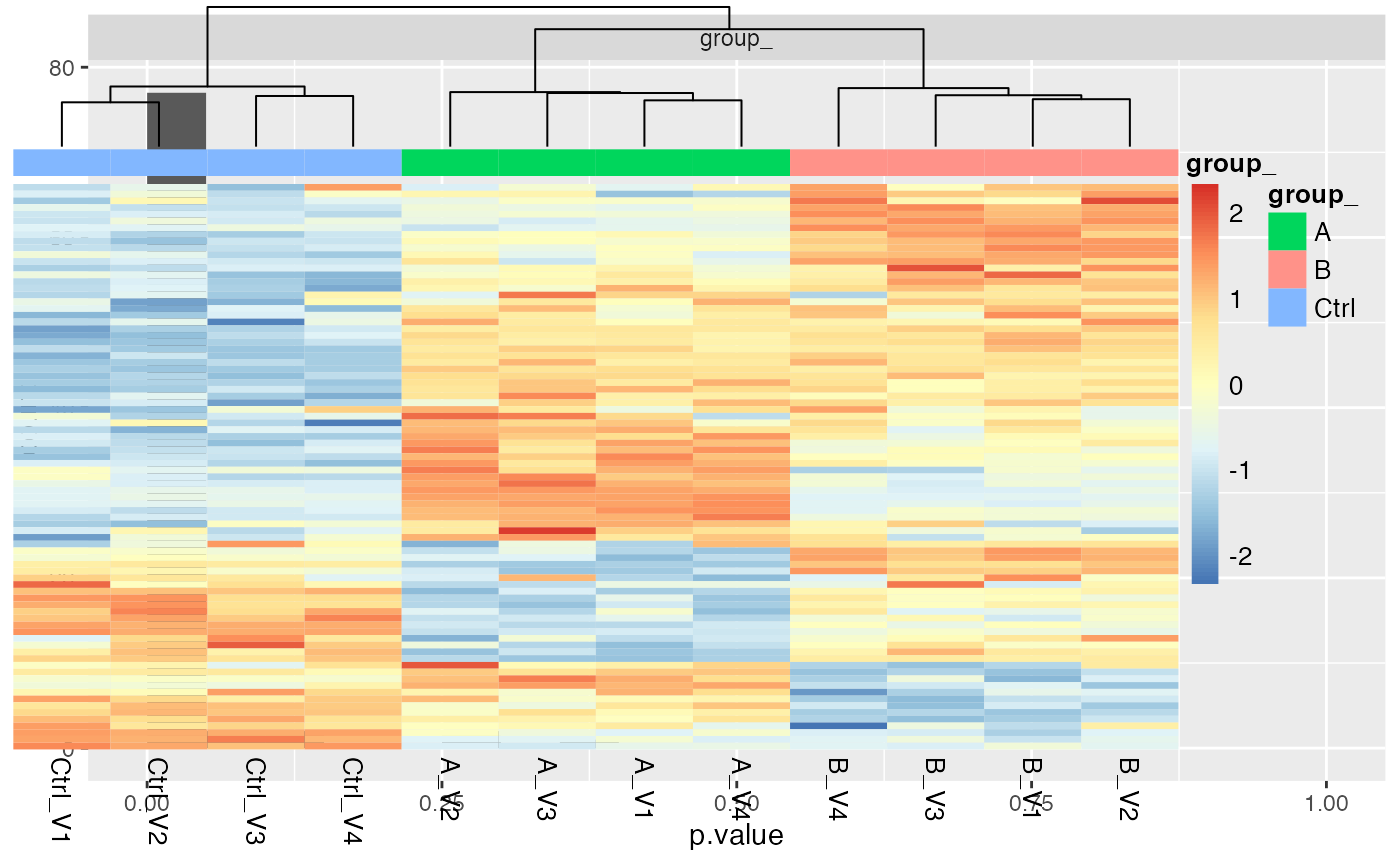 group_
80
group_
2
1
0
-1
-2
group_
A
B
Ctrl
0
Ctrl_V1
Ctrl_V2
Ctrl_V3
Ctrl_V4
A_V2
A_V3
A_V1
A_V4
B_V4
B_V3
B_V1
B_V2
0.00
0.25
0.50
0.75
1.00
p.value